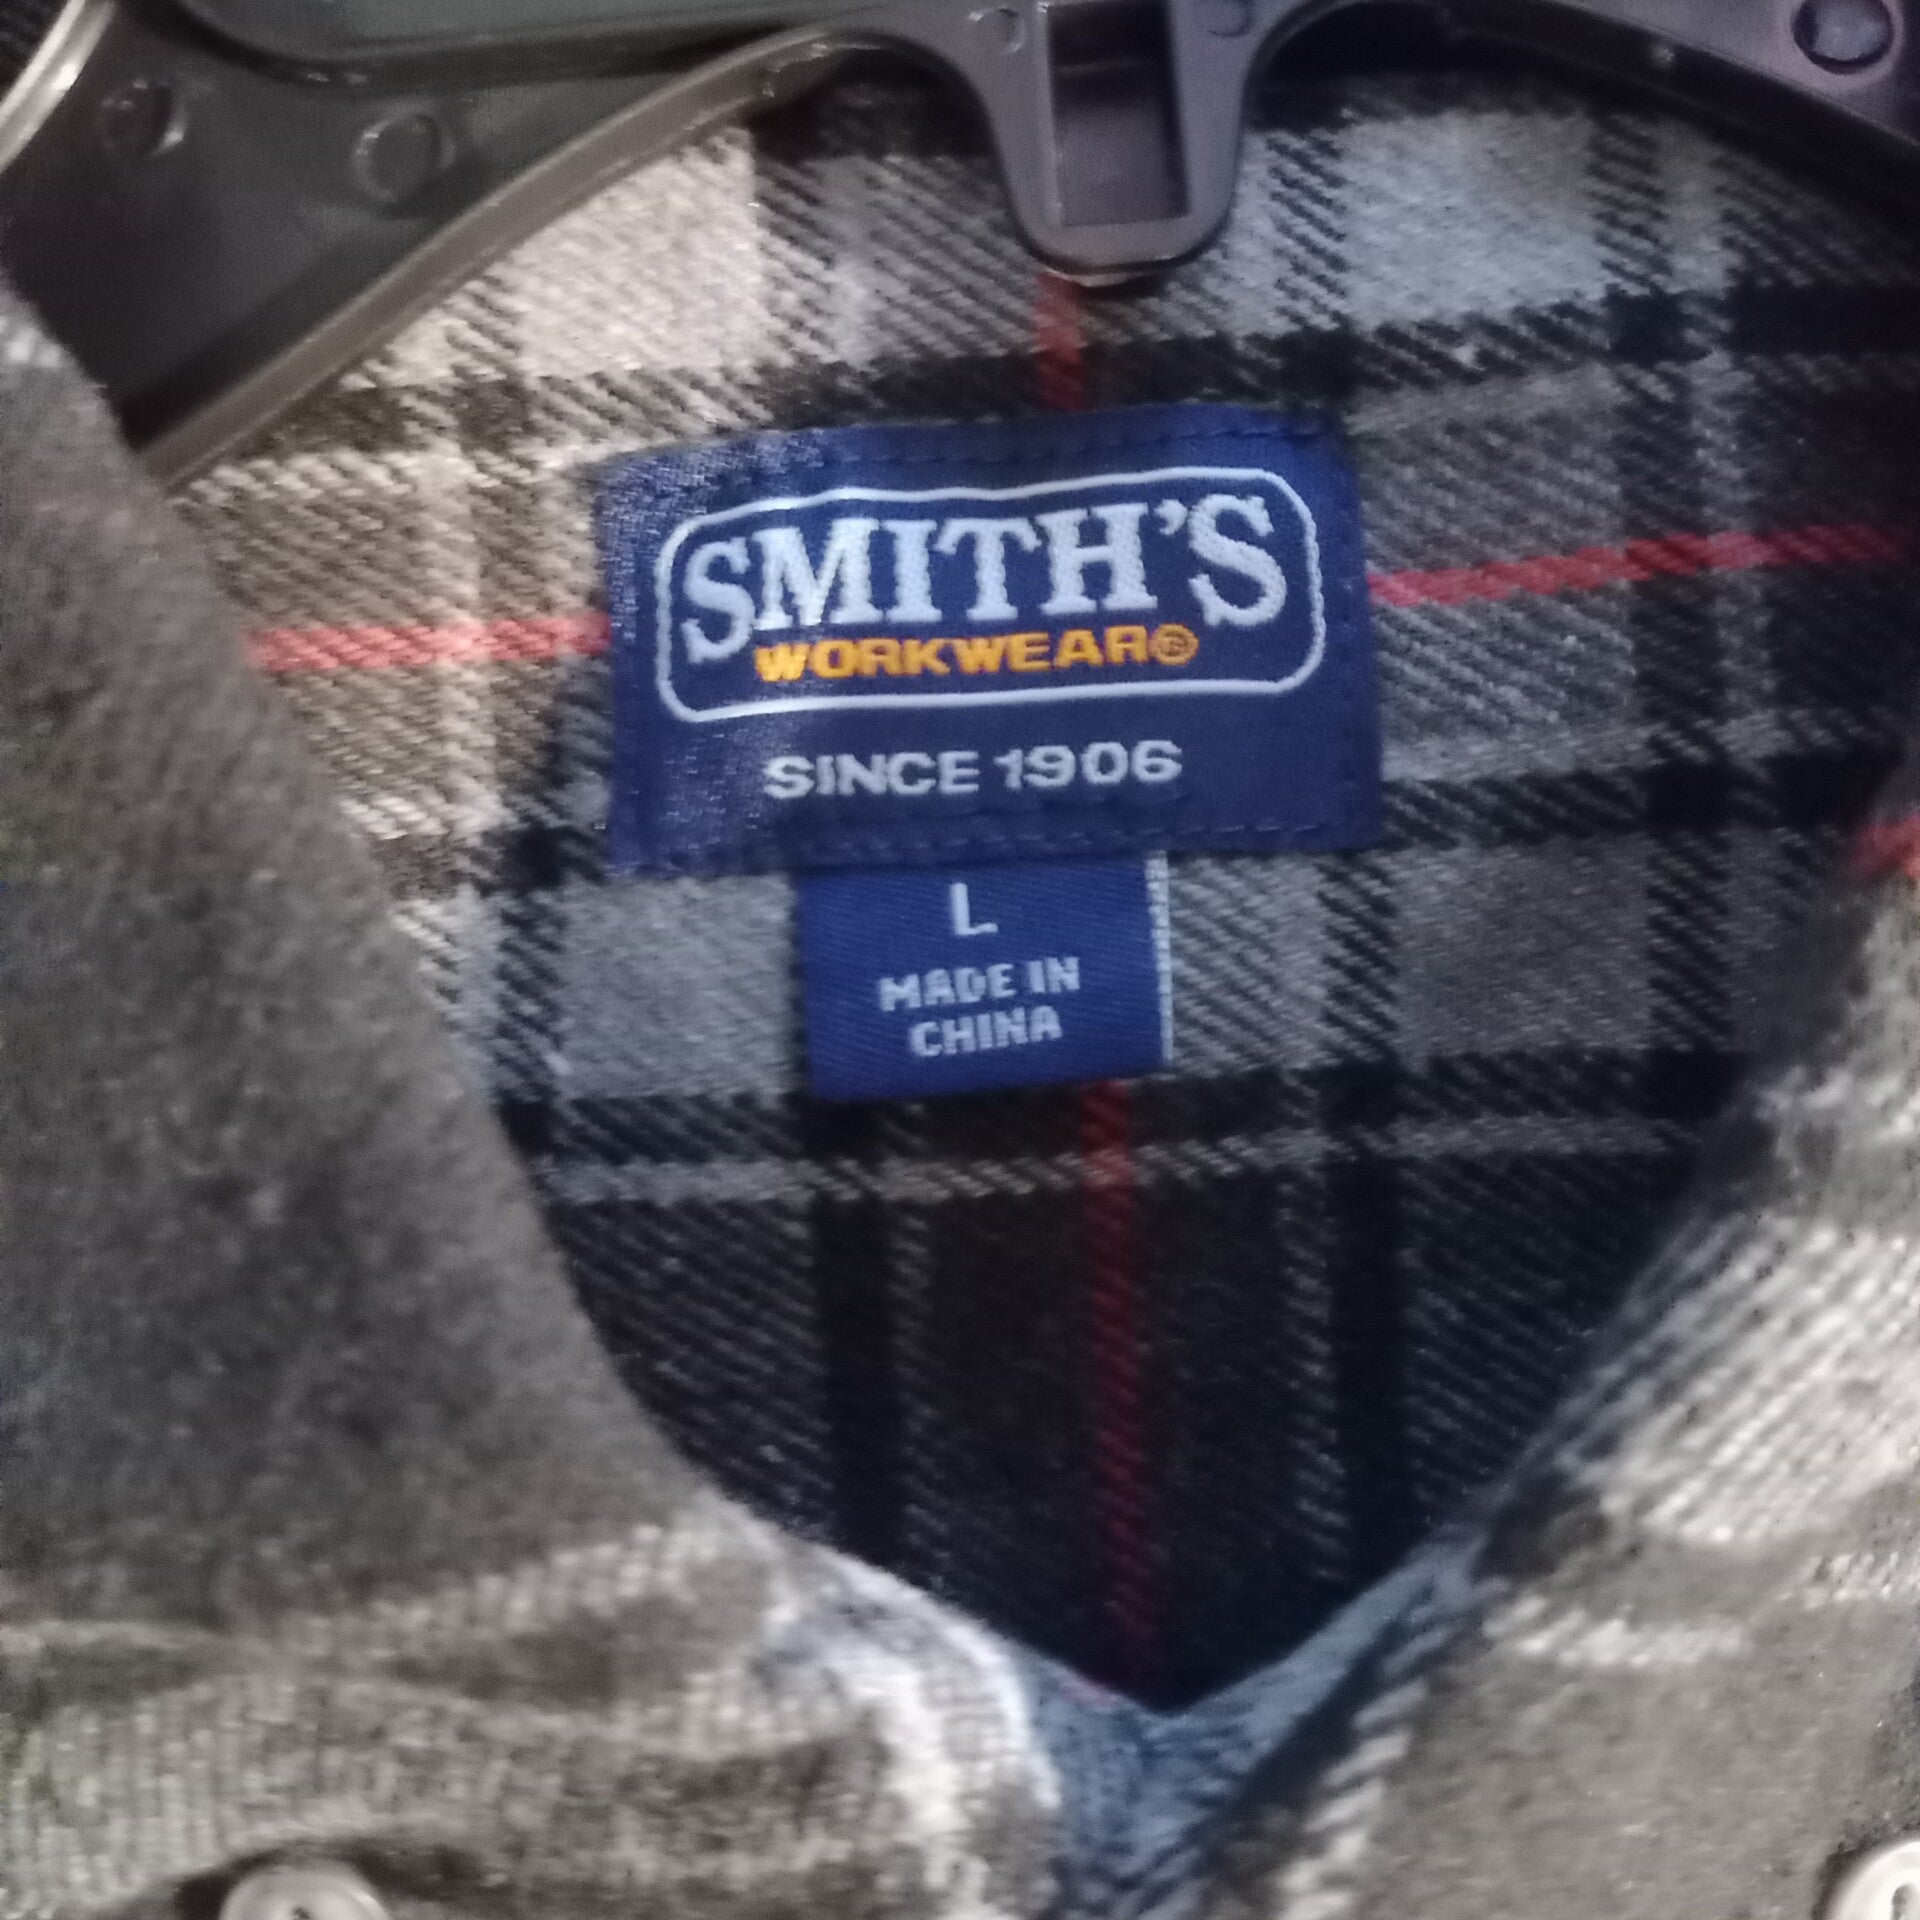 SMITH'S
WORKWEAR®
SINCE 1906
L
MADE IN
CHINA